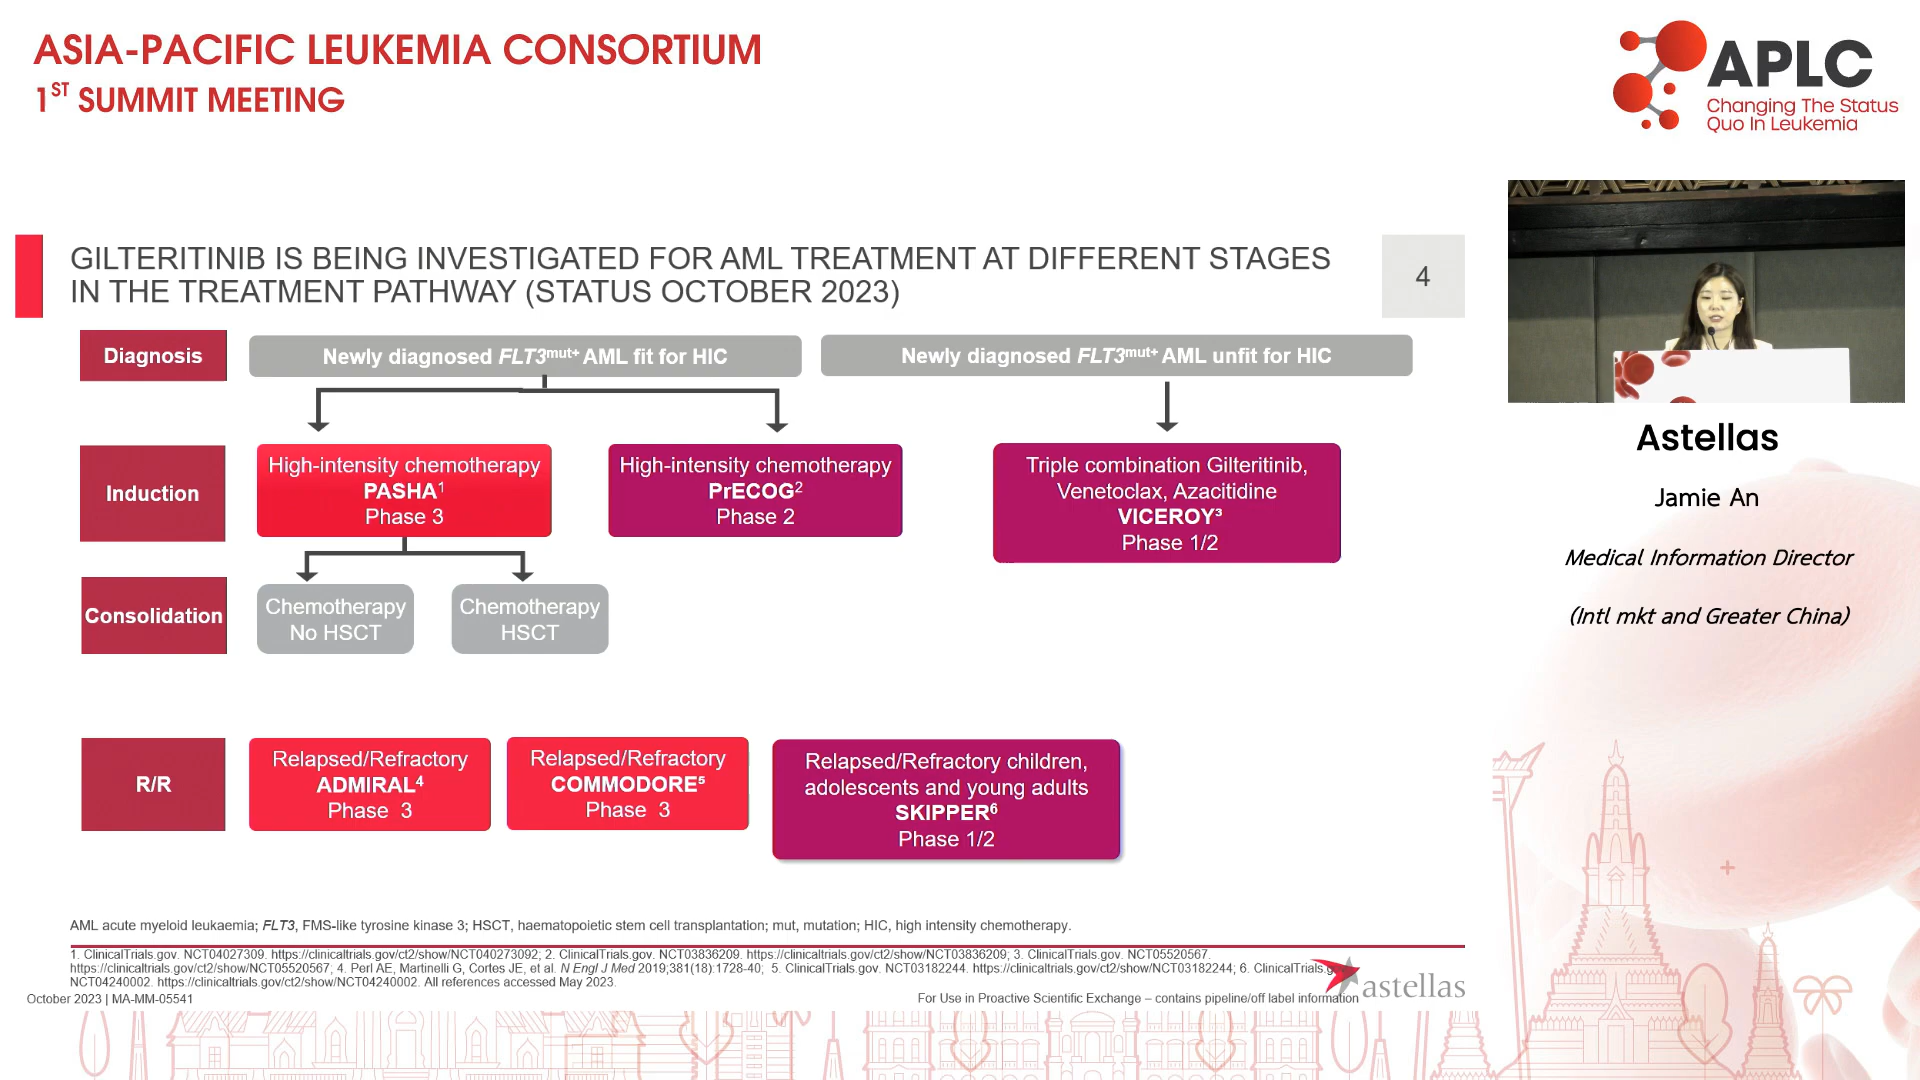 ASIA-PACIFIC LEUKEMIA CONSORTIUM
1ST SUMMIT MEETING
APLC
Changing The Status
Quo In Leukemia
GILTERITINIB IS BEING INVESTIGATED FOR AML TREATMENT AT DIFFERENT STAGES
IN THE TREATMENT PATHWAY (STATUS OCTOBER 2023)
4
Diagnosis
Newly diagnosed FLT3mut+ AML fit for HIC
Newly diagnosed FLT3mut+ AML unfit for HIC
Induction
High-intensity chemotherapy
PASHA1
Phase 3
High-intensity chemotherapy
PrECOG2
Phase 2
Triple combination Gilteritinib,
Venetoclax, Azacitidine
VICEROY3
Phase 1/2
Consolidation
Chemotherapy
No HSCT
Chemotherapy
HSCT
R/R
Relapsed/Refractory
ADMIRAL4
Phase 3
Relapsed/Refractory
COMMODORE5
Phase 3
Relapsed/Refractory children,
adolescents and young adults
SKIPPER6
Phase 1/2
AML acute myeloid leukaemia; FLT3, FMS-like tyrosine kinase 3; HSCT, haematopoietic stem cell transplantation; mut, mutation; HIC, high intensity chemotherapy.
1. ClinicalTrials.gov. NCT04027309. https://clinicaltrials.gov/ct2/show/NCT040273092; 2. ClinicalTrials.gov. NCT03836209. https://clinicaltrials.gov/ct2/show/NCT03836209; 3. ClinicalTrials.gov. NCT05520567.
https://clinicaltrials.gov/ct2/show/NCT05520567; 4. Perl AE, Martinelli G, Cortes JE, et al. N Engl J Med 2019;381(18):1728-40; 5. ClinicalTrials.gov. NCT03182244. https://clinicaltrials.gov/ct2/show/NCT03182244; 6. ClinicalTrials.g
NCT04240002. https://clinicaltrials.gov/ct2/show/NCT04240002. All references accessed May 2023.
October 2023 | MA-MM-05541
For Use in Proactive Scientific Exchange – contains pipeline/off label information
astellas
Astellas
Jamie An
Medical Information Director
(Intl mkt and Greater China)